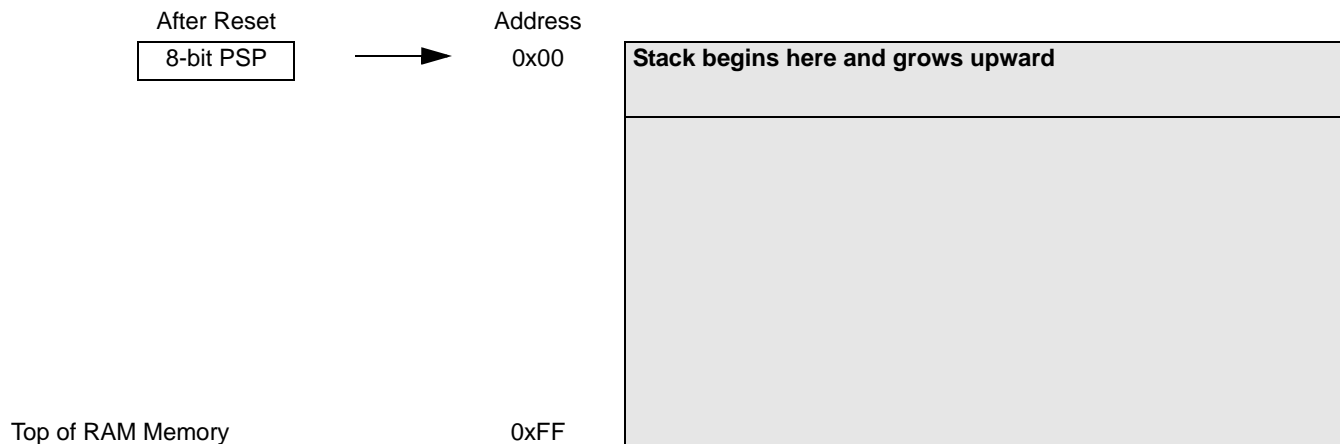 After Reset Address
8-bit PSP 0x00 Stack begins here and grows upward
Top of RAM Memory 0xFF